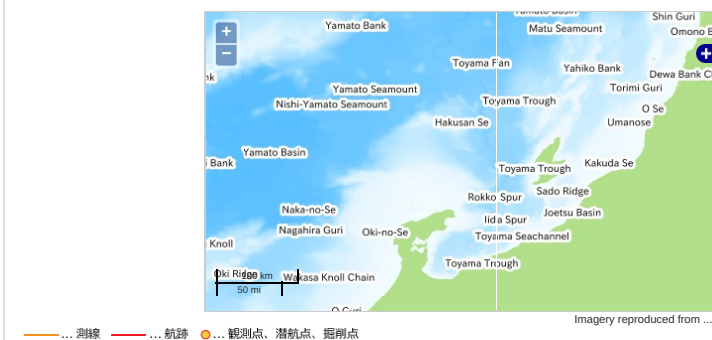 Yamato Bank
Yamato Bank
Shin Guri
Matu Seamount
Omono B
Toyama Fan
Yahiko Bank
Dewa Bank C
nk
Yamato Seamount
Torimi Guri
Nishi-Yamato Seamount
Toyama Trough
O Se
Hakusan Se
Umanose
Yamato Basin
i Bank
Kakuda Se
Toyama Trough
Sado Ridge
Rokko Spur
Naka-no-Se
Joetsu Basin
Iida Spur
Nagahira Guri
Oki-no-Se
Toyama Seachannel
Knoll
Toyama Trough
Oki Ridge
100 km
Wakasa Knoll Chain
50 mi
O Guri
Imagery reproduced from ...
... 測線 ... 航跡 ... 観測点、潜航点、掘削点